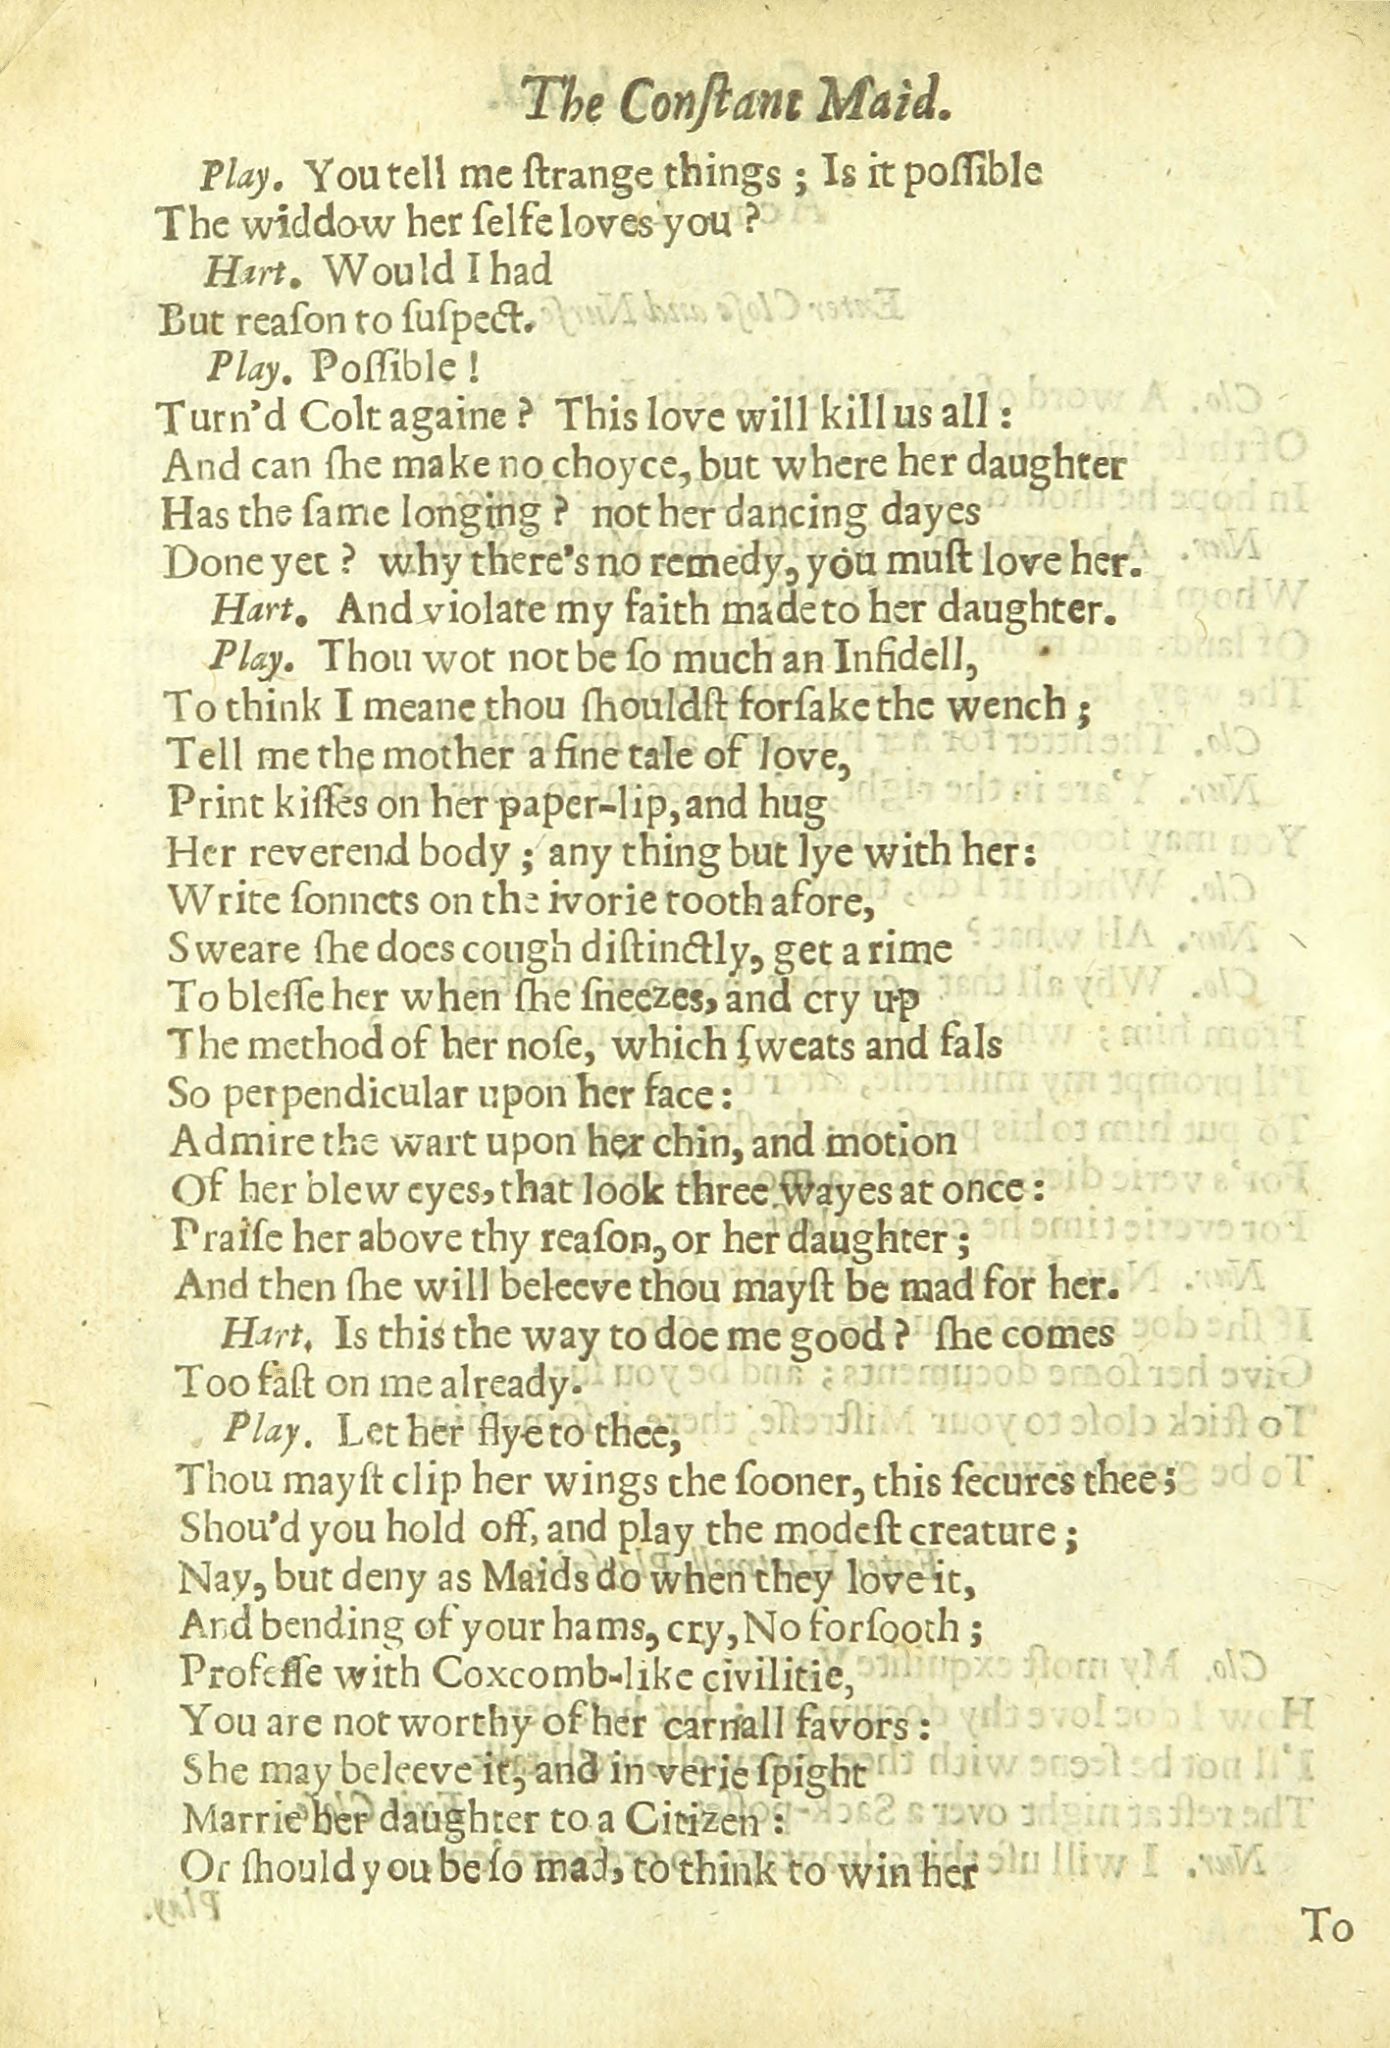 The Conſtant Maid.
Play. You tell me ſtrange things ; Is it poſſible
The widdow her ſelfe loves you ?
Hart. Would I had
But reaſon to ſuſpect.
Play. Poſſible !
Turn'd Colt againe ? This love will kill us all :
And can ſhe make no choyce, but where her daughter
Has the ſame longing ? not her dancing dayes
Done yet ? why there's no remedy, you muſt love her.
Hart. And violate my faith made to her daughter.
Play. Thou wot not be ſo much an Infidell,
To think I meane thou ſhouldſt forſake the wench ;
Tell me the mother a fine tale of love,
Print kiſſes on her paper-lip, and hug
Her reverend body ; any thing but lye with her :
Write ſonnets on the ivorie tooth afore,
Sweare ſhe does cough diſtinctly, get a rime
To bleſſe her when ſhe ſneezes, and cry up
The method of her noſe, which ſweats and fals
So perpendicular upon her face :
Admire the wart upon her chin, and motion
Of her blew eyes, that look three wayes at once :
Praiſe her above thy reaſon, or her daughter ;
And then ſhe will beleeve thou mayſt be mad for her.
Hart. Is this the way to doe me good ? ſhe comes
Too faſt on me already.
Play. Let her flye to thee,
Thou mayſt clip her wings the ſooner, this ſecures thee ;
Shou'd you hold off, and play the modeſt creature ;
Nay, but deny as Maids do when they love it,
And bending of your hams, cry, No forſooth ;
Profeſſe with Coxcomb-like civilitie,
You are not worthy of her carnall favors :
She may beleeve it, and in verie ſpight
Marrie her daughter to a Citizen :
Or ſhould you be ſo mad, to think to win her
To